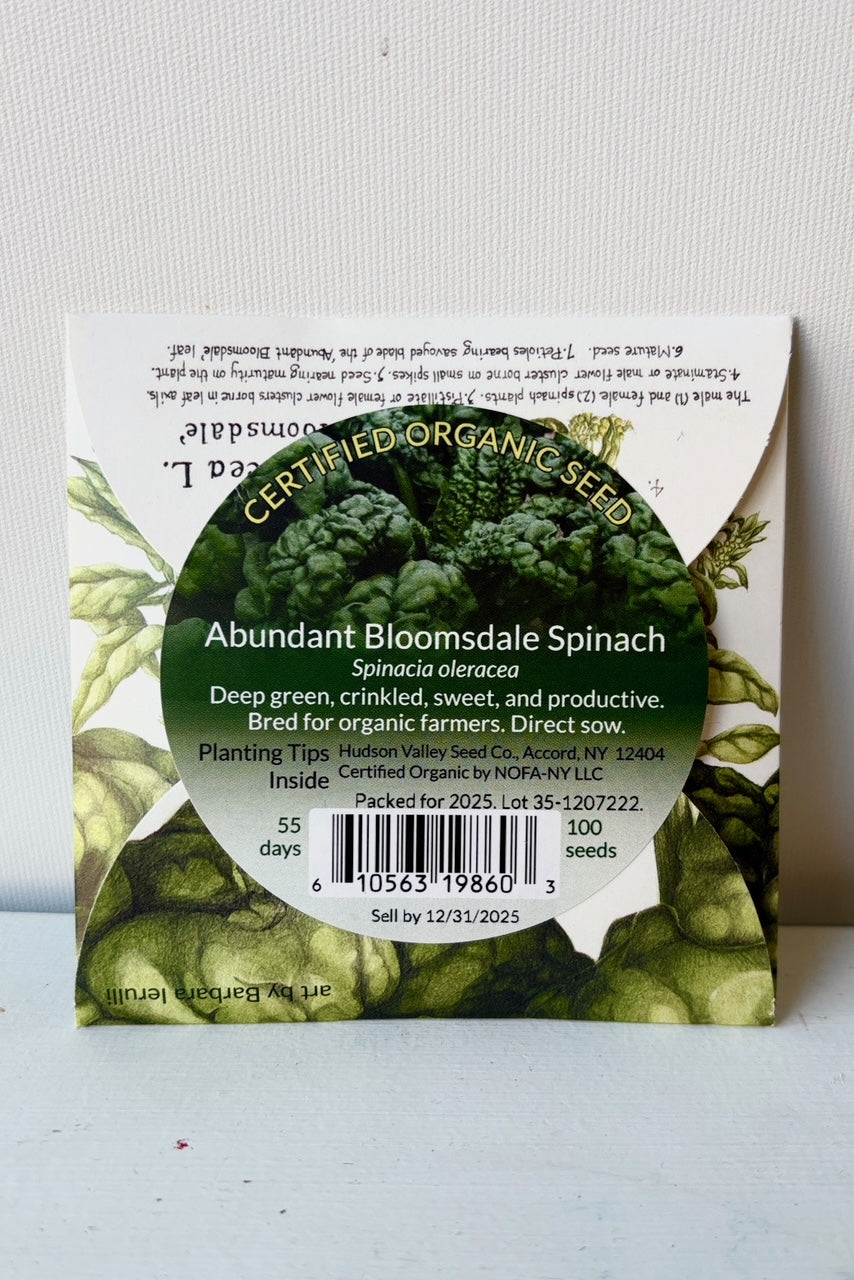 The male (1) and female (2) spinach plants. 3. Pistillate or female flower clusters borne in leaf axils.
4. Staminate or male flower cluster borne on small spikes. 5. Seed nearing maturity on the plant.
6. Mature seed. 7. Petioles bearing savoyed blade of the 'Abundant Bloomsdale' leaf.
L.
4.
CERTIFIED ORGANIC SEED
Abundant Bloomsdale Spinach
Spinacia oleracea
Deep green, crinkled, sweet, and productive.
Bred for organic farmers. Direct sow.
Planting Tips
Inside
Hudson Valley Seed Co., Accord, NY 12404
Certified Organic by NOFA-NY LLC
Packed for 2025. Lot 35-1207222.
55
days
100
seeds
6 10563 19860 3
Sell by 12/31/2025
art by Barbara Ierulli